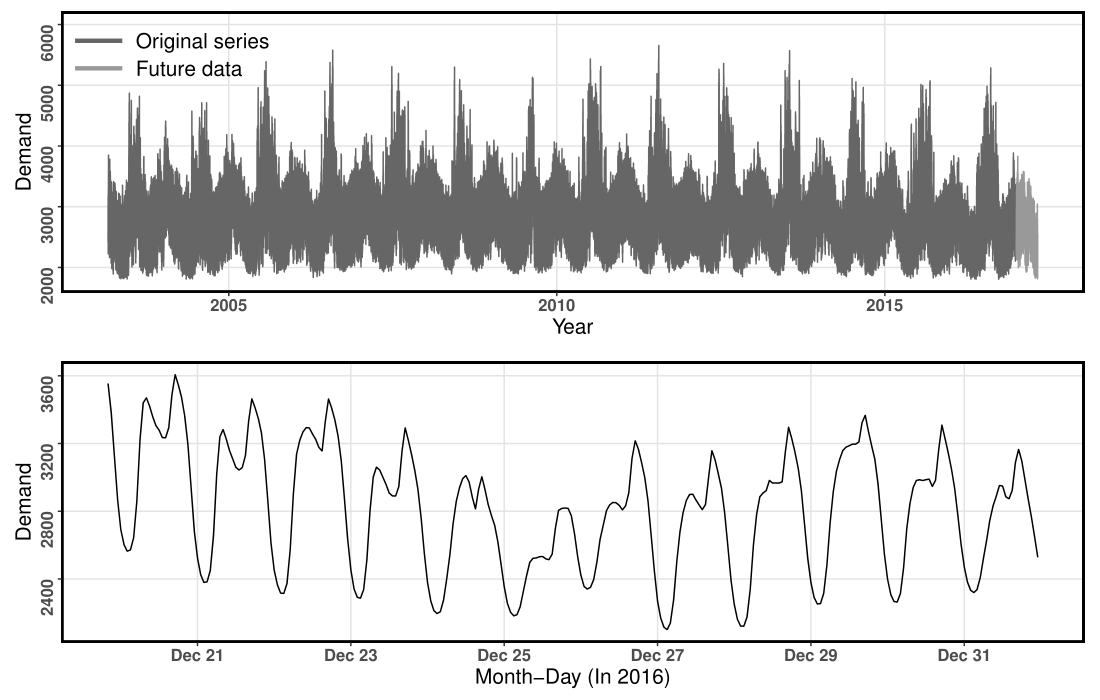 Demand
6000
5000
4000
3000
2000
Original series
Future data
2005 2010 2015
Year
Demand
3600
3200
2800
2400
Dec 21 Dec 23 Dec 25 Dec 27 Dec 29 Dec 31
Month−Day (In 2016)